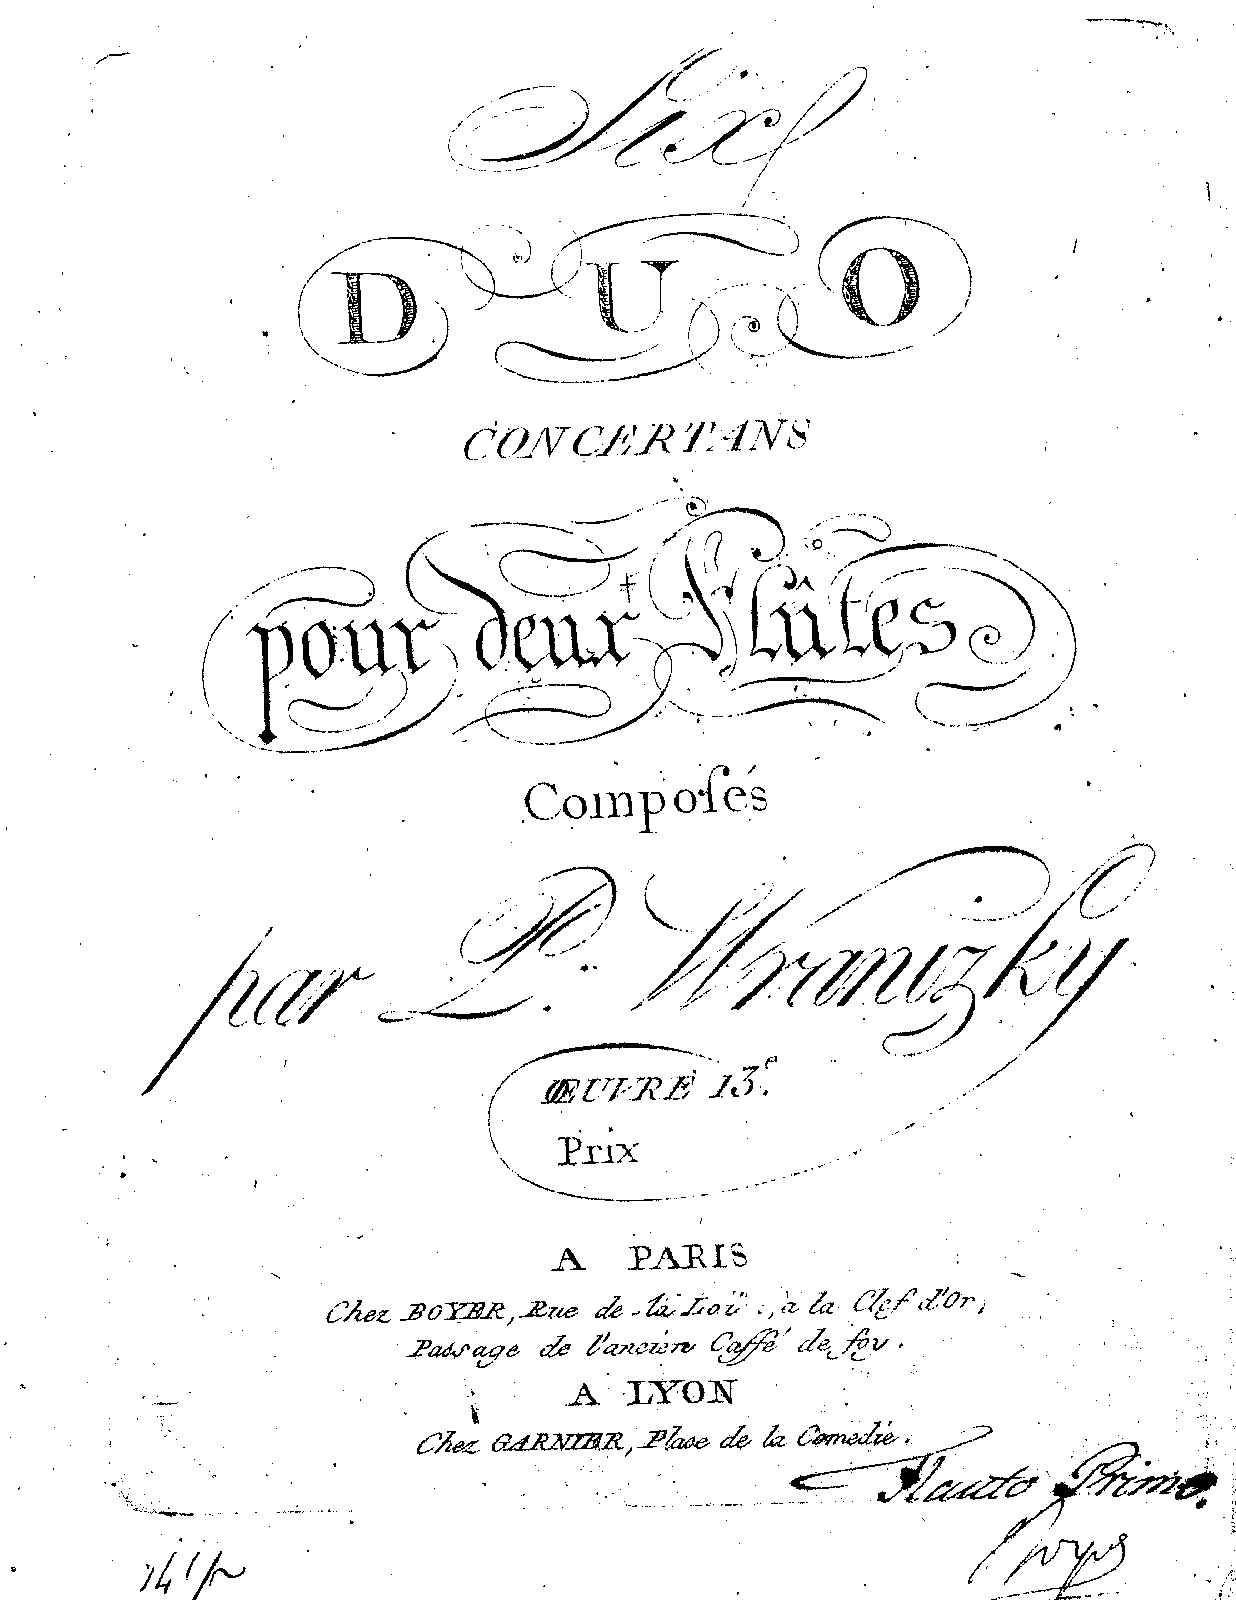 Six
DUO
CONCERTANS
pour deux Flûtes
Composés
par P. Wranizky
ŒUVRE 13.e
Prix
A PARIS
Chez BOYER, Rue de la Loü, à la Clef d'Or,
Passage de l'ancien Caffé de foy.
A LYON
Chez GARNIER, Place de la Comedie.
Flauto Primo.